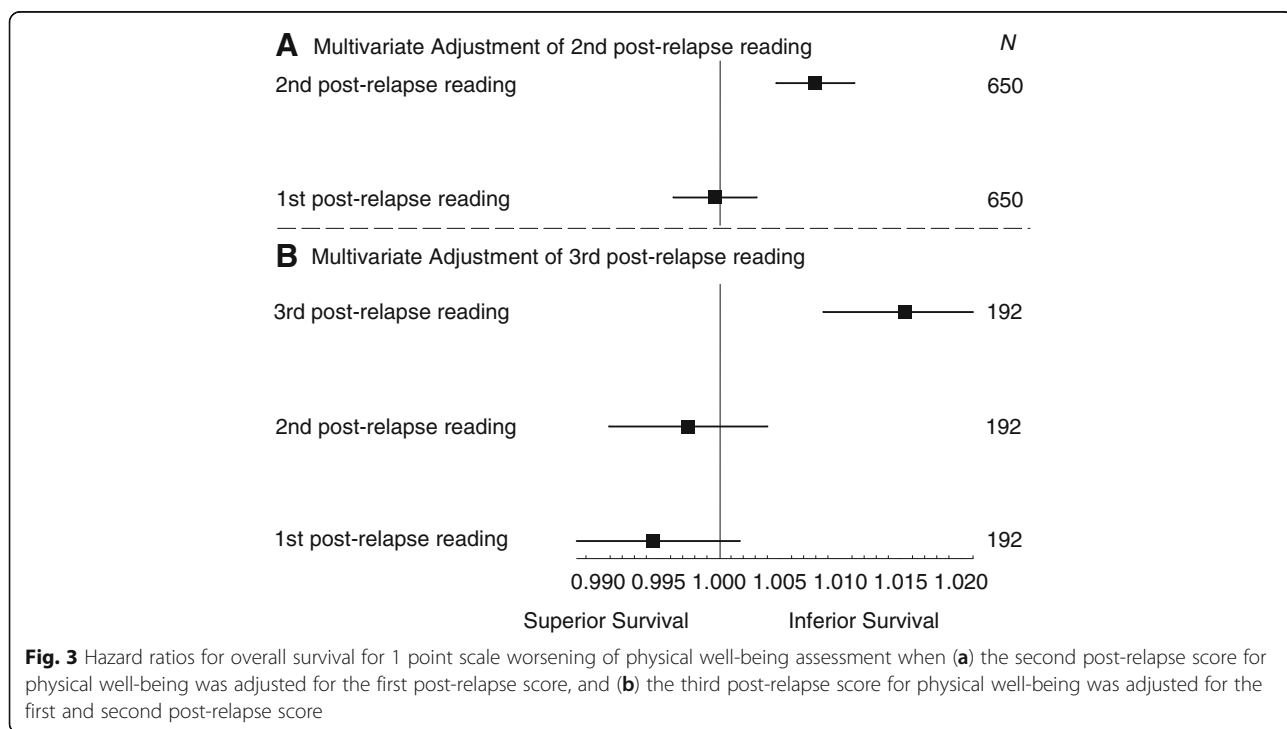 A Multivariate Adjustment of 2nd post-relapse reading N
2nd post-relapse reading 650
1st post-relapse reading 650
B Multivariate Adjustment of 3rd post-relapse reading
3rd post-relapse reading 192
2nd post-relapse reading 192
1st post-relapse reading 192
0.990 0.995 1.000 1.005 1.010 1.015 1.020
Superior Survival Inferior Survival
Fig. 3 Hazard ratios for overall survival for 1 point scale worsening of physical well-being assessment when (a) the second post-relapse score for
physical well-being was adjusted for the first post-relapse score, and (b) the third post-relapse score for physical well-being was adjusted for the
first and second post-relapse score